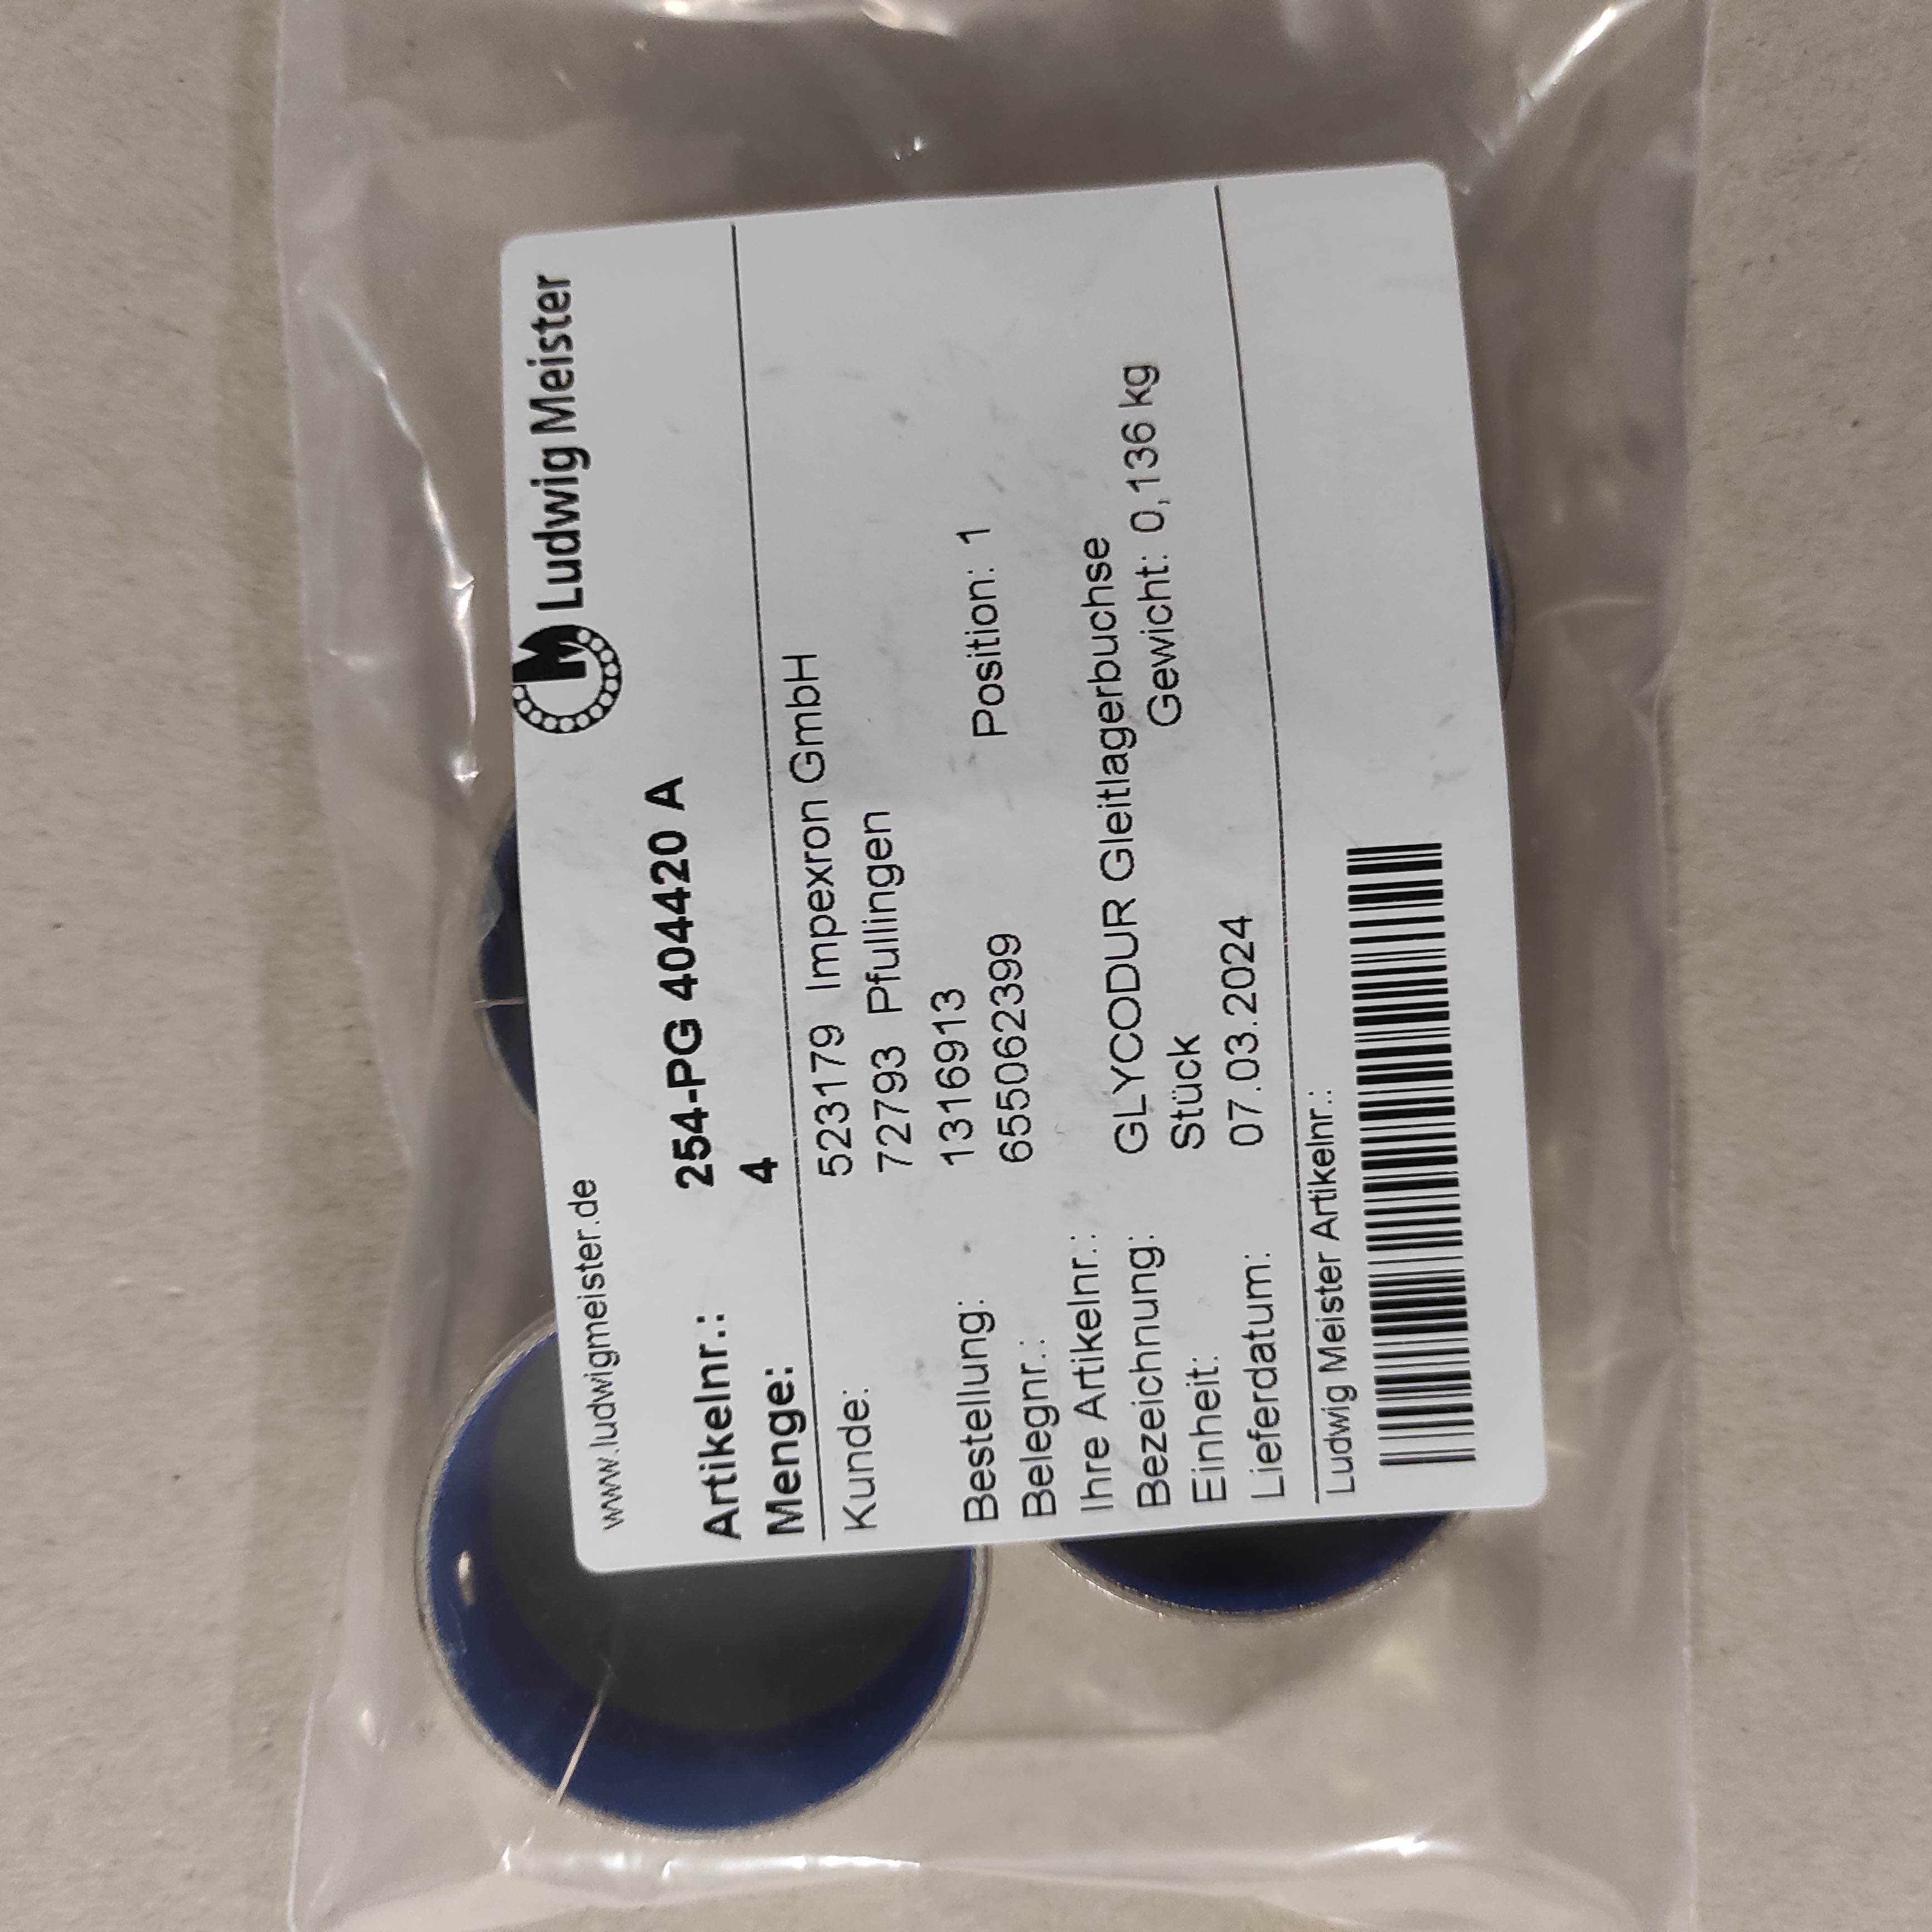 www.ludwigmeister.de
M Ludwig Meister
Artikelnr.: 254-PG 404420 A
Menge: 4
Kunde: 523179 Impexron GmbH
72793 Pfullingen
Bestellung: 1316913
Belegnr.: 655062399 Position: 1
Ihre Artikelnr.:
Bezeichnung: GLYCODUR Gleitlagerbuchse
Einheit: Stück Gewicht: 0,136 kg
Lieferdatum: 07.03.2024
Ludwig Meister Artikelnr.: